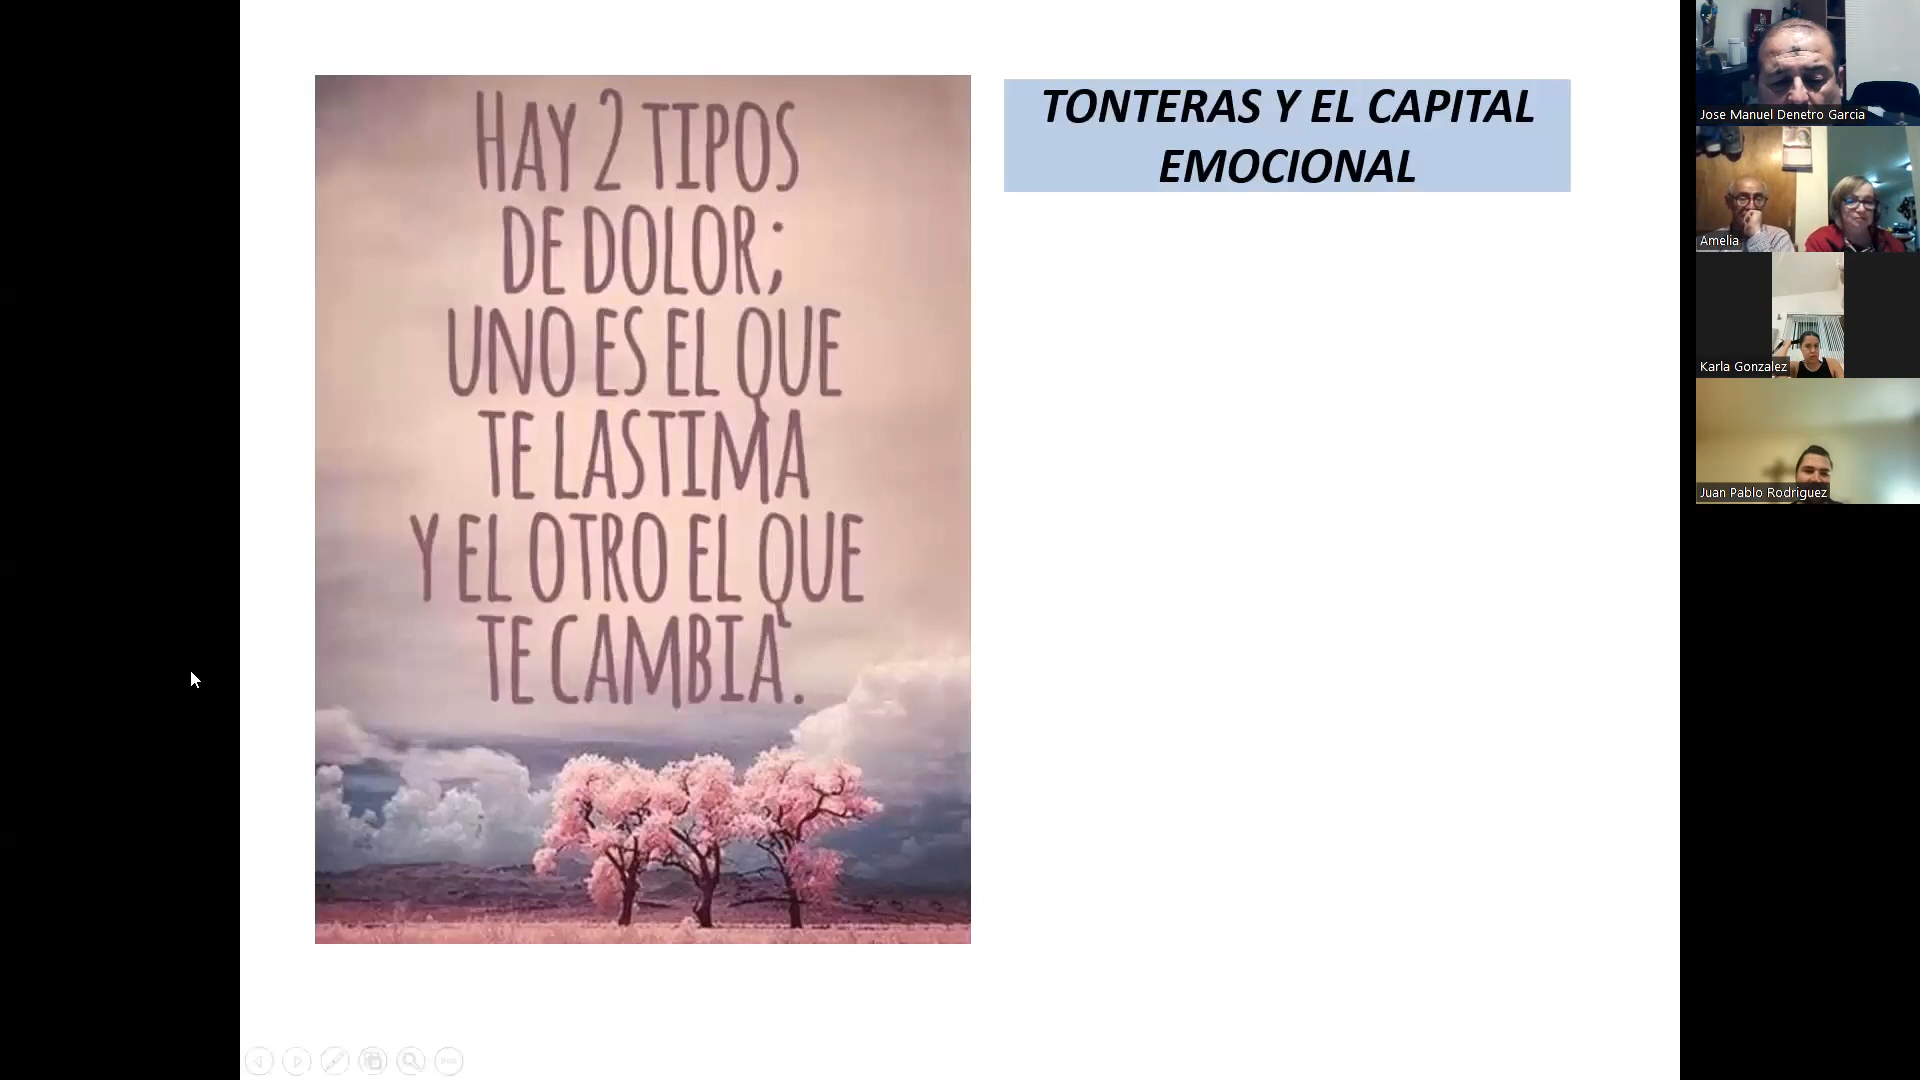 HAY 2 TIPOS
DE DOLOR;
UNO ES EL QUE
TE LASTIMA
Y EL OTRO EL QUE
TE CAMBIA.
TONTERAS Y EL CAPITAL
EMOCIONAL
Jose Manuel Denetro Garcia
Amelia
Karla Gonzalez
Juan Pablo Rodriguez